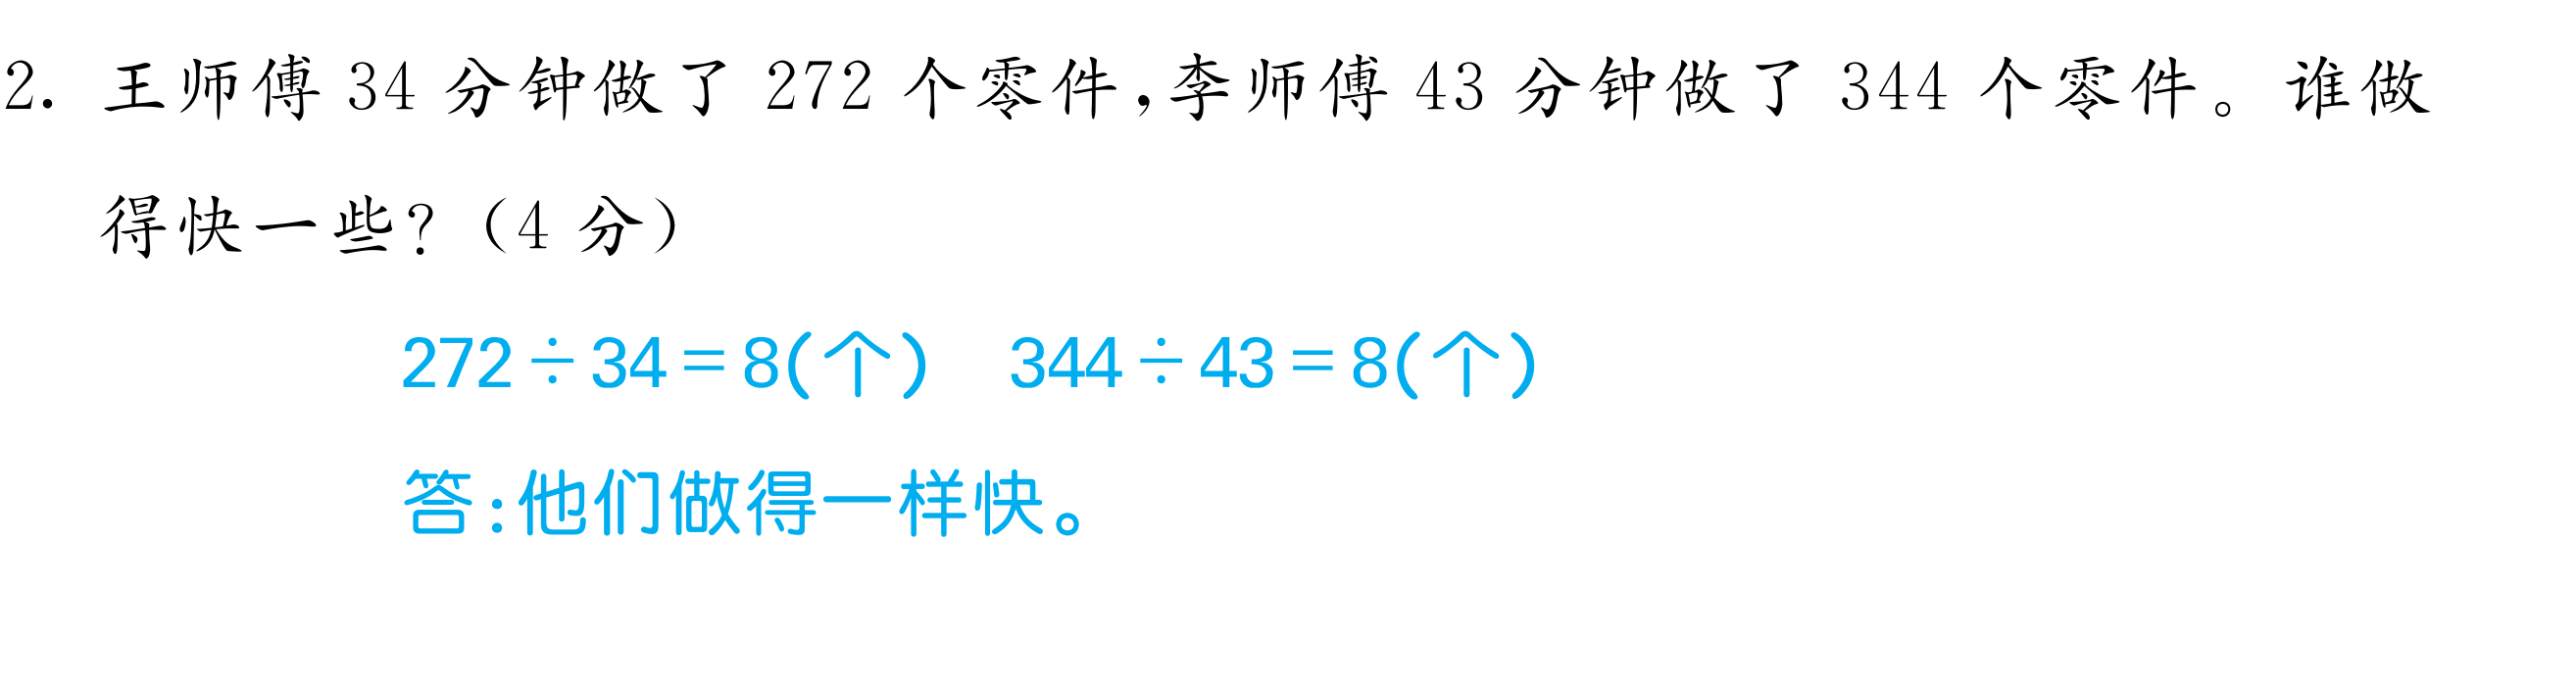 2. 王师傅 34 分钟做了 272 个零件,李师傅 43 分钟做了 344 个零件。谁做
得快一些?(4 分)
272÷34=8(个) 344÷43=8(个)
答:他们做得一样快。